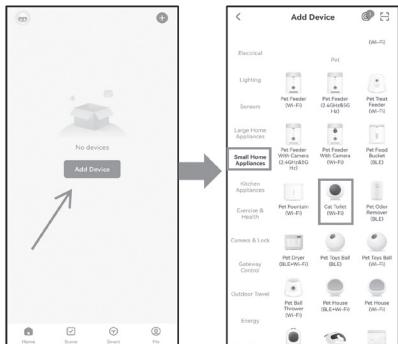 No devices
Add Device
Home
Scene
Smart
Me
Add Device
Electrical
Lighting
Sensors
Large Home
Appliances
Small Home
Appliances
Kitchen
Appliances
Exercise &
Health
Camera & Lock
Gateway
Control
Outdoor Travel
Energy
(Wi-Fi)
Pet
Pet Feeder
(Wi-Fi)
Pet Feeder
(2.4GHz&5G
Hz)
Pet Treat
Feeder
(Wi-Fi)
Pet Feeder
With Camera
(2.4GHz&5G
Hz)
Pet Feeder
With Camera
(Wi-Fi)
Pet Food
Bucket
(BLE)
Pet Fountain
(Wi-Fi)
Cat Toilet
(Wi-Fi)
Pet Odor
Remover
(BLE)
Pet Dryer
(BLE+Wi-Fi)
Pet Toys Ball
(BLE)
Pet Toys Ball
(Wi-Fi)
Pet Ball
Thrower
(Wi-Fi)
Pet House
(BLE+Wi-Fi)
Pet House
(Wi-Fi)